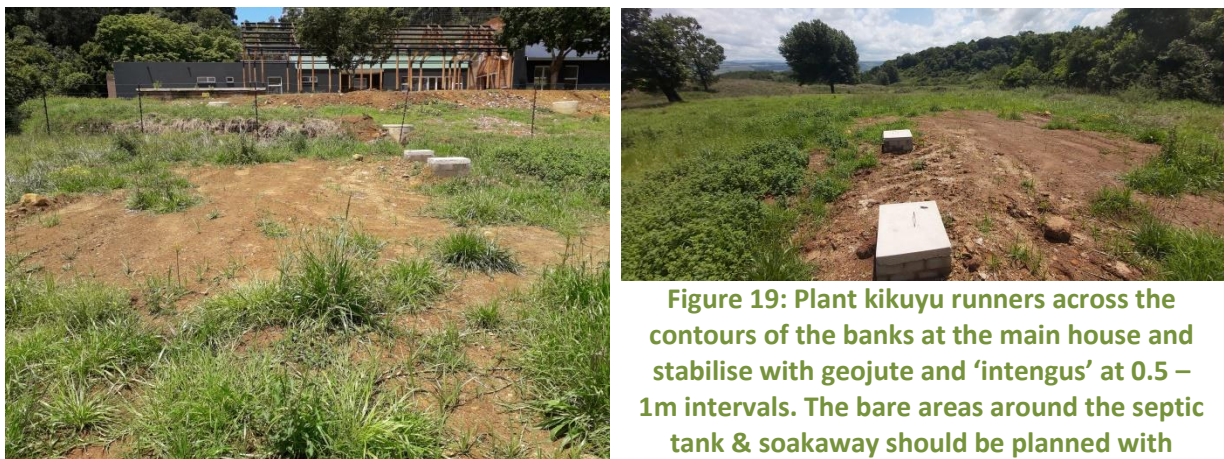 Figure 19: Plant kikuyu runners across the
contours of the banks at the main house and
stabilise with geojute and ‘intengus’ at 0.5 –
1m intervals. The bare areas around the septic
tank & soakaway should be planned with